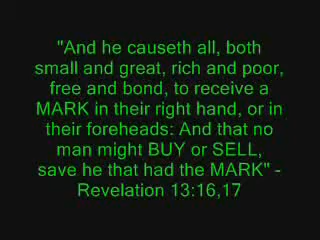 "And he causeth all, both
small and great, rich and poor,
free and bond, to receive a
MARK in their right hand, or in
their foreheads: And that no
man might BUY or SELL,
save he that had the MARK" -
Revelation 13:16,17